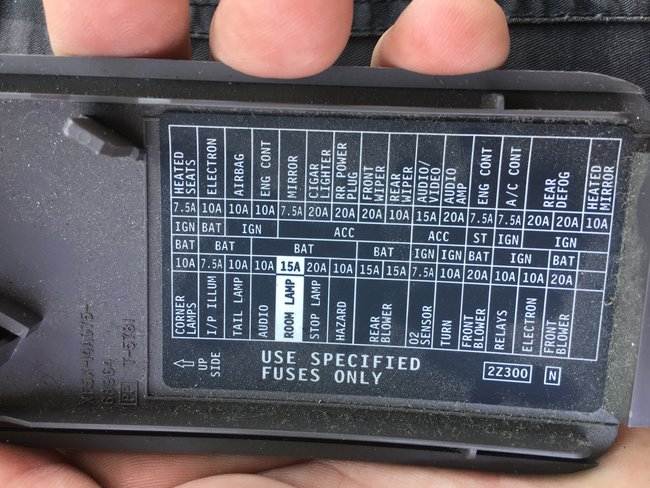 HEATED SEATS
ELECTRON
AIRBAG
ENG CONT
MIRROR
CIGAR LIGHTER
RR POWER PLUG
FRONT WIPER
REAR WIPER
AUDIO/ VIDEO
AUDIO AMP
ENG CONT
A/C CONT
REAR DEFOG
HEATED MIRROR
7.5A 10A 10A 10A 7.5A 20A 20A 20A 10A 15A 20A 7.5A 7.5A 20A 20A 10A
IGN BAT IGN ACC ACC ST IGN IGN
BAT BAT BAT BAT IGN IGN BAT IGN BAT
10A 7.5A 10A 10A 15A 20A 10A 15A 15A 7.5A 10A 20A 10A 10A 20A
CORNER LAMPS
I/P ILLUM
TAIL LAMP
AUDIO
ROOM LAMP
STOP LAMP
HAZARD
REAR BLOWER
O2 SENSOR
TURN
FRONT BLOWER
RELAYS
ELECTRON
FRONT BLOWER
UP SIDE
USE SPECIFIED
FUSES ONLY
2Z300 N